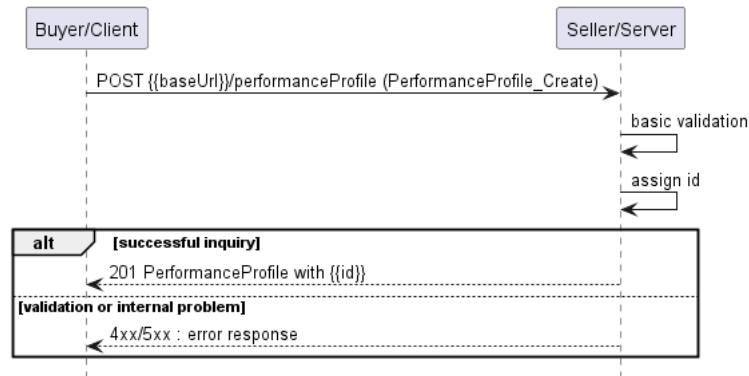 Buyer/Client
Seller/Server
POST {{baseUrl}}/performanceProfile (PerformanceProfile_Create)
basic validation
assign id
alt
[successful inquiry]
201 PerformanceProfile with {{id}}
[validation or internal problem]
4xx/5xx : error response